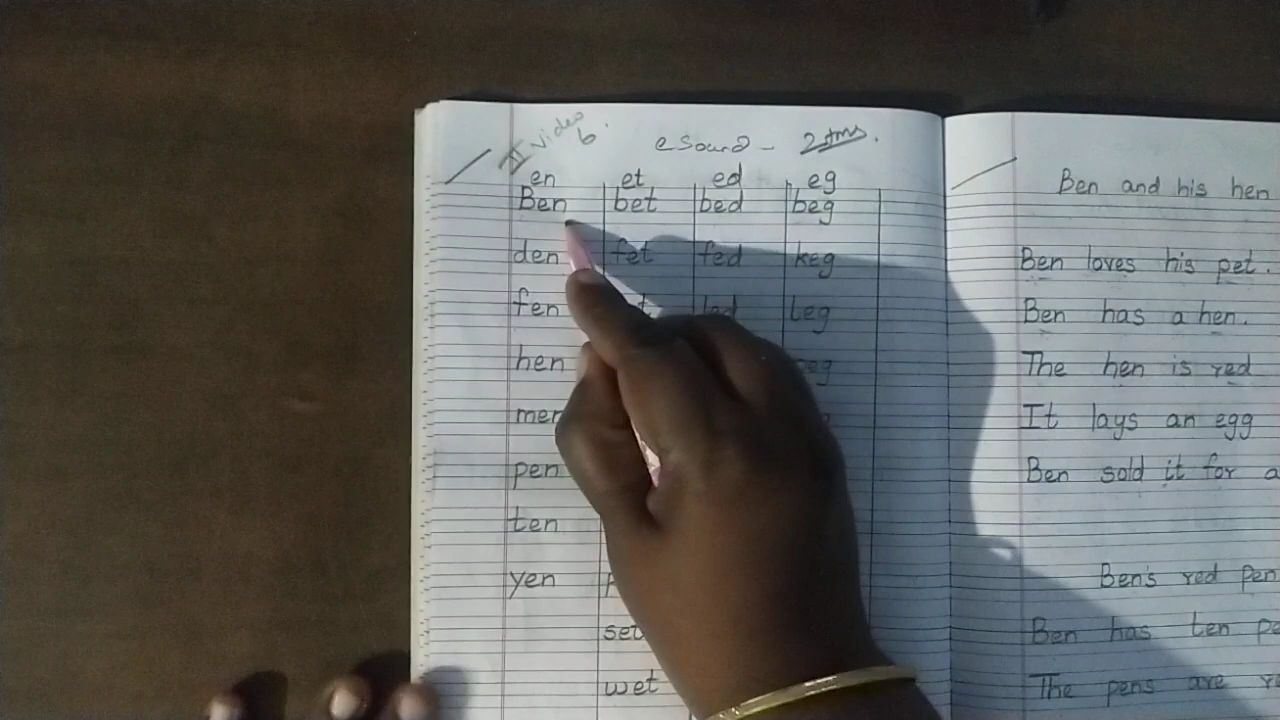 II Video 6.
e Sound - 2
en et ed eg
Ben bet bed beg
den fet fed keg
fen led leg
hen
men
pen
ten
yen
set
wet
Ben and his hen
Ben loves his pet.
Ben has a hen.
The hen is red
It lays an egg
Ben sold it for a
Ben's red pen
Ben has ten
The pens are